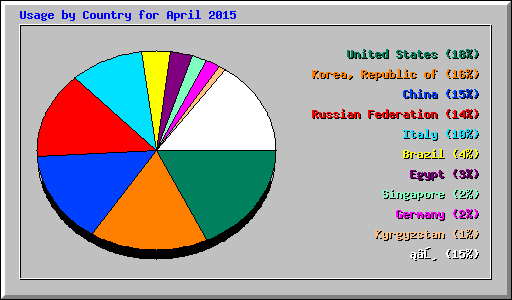 Usage by Country for April 2015
United States (18%)
Korea, Republic of (16%)
China (15%)
Russian Federation (14%)
Italy (10%)
Brazil (4%)
Egypt (3%)
Singapore (2%)
Germany (2%)
Kyrgyzstan (1%)
(15%)